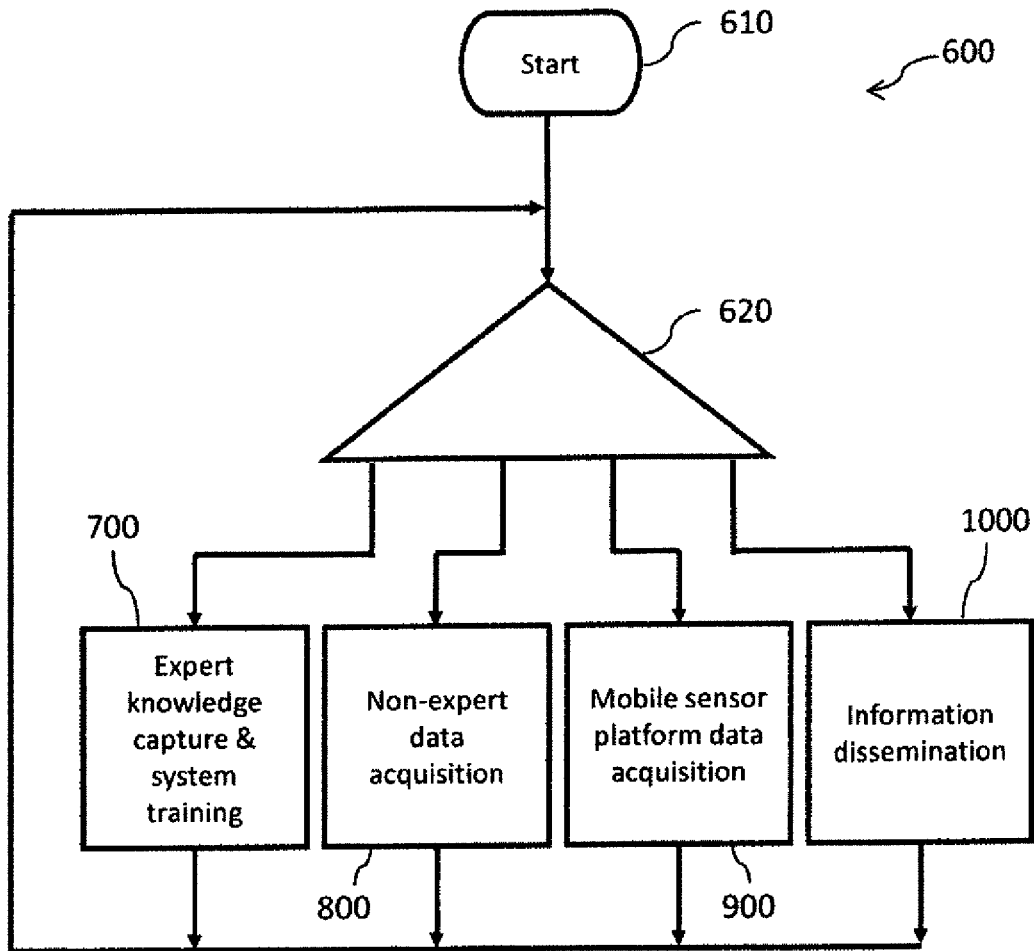 610
Start
600
620
700
1000
Expert
knowledge
capture &
system
training
Non-expert
data
acquisition
Mobile sensor
platform data
acquisition
Information
dissemination
800
900